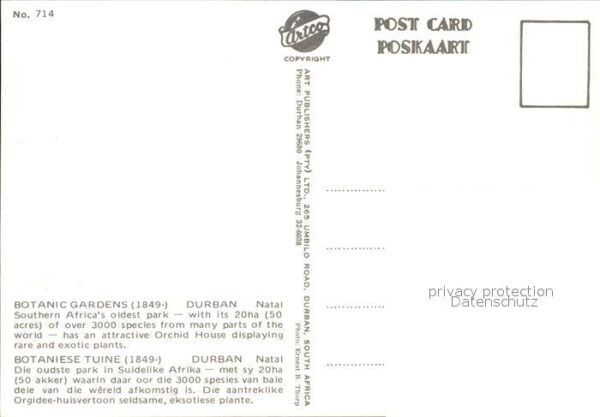 No. 714
Artco
COPYRIGHT
POST CARD
POSKAART
ART PUBLISHERS (PTY) LTD., 265 UMBILO ROAD, DURBAN, SOUTH AFRICA
Phone: Durban 29680 Johannesburg 32-6038
Photo: Ernest R. Thorp
privacy protection
Datenschutz
BOTANIC GARDENS (1849-) DURBAN Natal
Southern Africa's oldest park — with its 20ha (50
acres) of over 3000 species from many parts of the
world — has an attractive Orchid House displaying
rare and exotic plants.
BOTANIESE TUINE (1849-) DURBAN Natal
Die oudste park in Suidelike Afrika — met sy 20ha
(50 akker) waarin daar oor die 3000 spesies van baie
dele van die wêreld afkomstig is. Die aantreklike
Orgidee-huisvertoon seldsame, eksotiese plante.